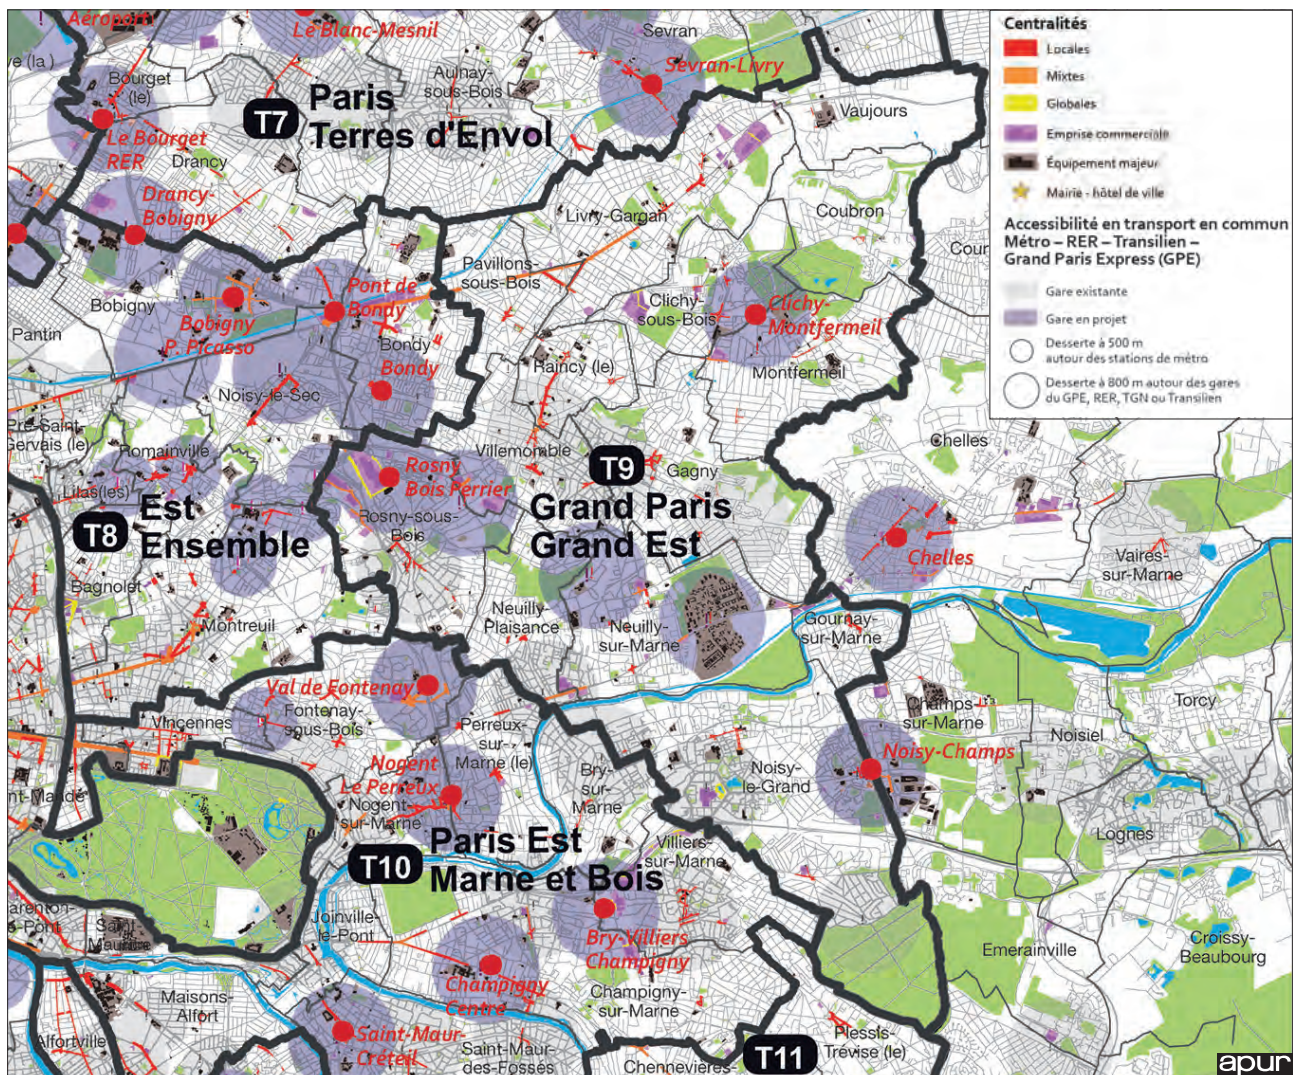 Aéroport
Le Blanc-Mesnil
Sevran
Sevran-Livry
Bourget
(le)
Aulnay-
sous-Bois
Vaujours
T7
Paris
Terres d'Envol
Le Bourget
RER
Drancy
Drancy-
Bobigny
Livry-Gargan
Coubron
Pavillons-
sous-Bois
Bobigny
Pont de
Bondy
Clichy-
sous-Bois
Clichy-
Montfermeil
Bobigny
P. Picasso
Pantin
Bondy
Bondy
Raincy (le)
Montfermeil
Noisy-le-Sec
Pré-Saint-
Gervais (le)
Romainville
Villemomble
Chelles
Lilas(les)
Rosny
Bois Perrier
T9
Gagny
Grand Paris
Grand Est
T8
Est
Ensemble
Rosny-sous-
Bois
Chelles
Vaires-
sur-Marne
Bagnolet
Montreuil
Neuilly-
Plaisance
Neuilly-
sur-Marne
Gournay-
sur-Marne
Val de Fontenay
Fontenay-
sous-Bois
Vincennes
Perreux-
sur-
Marne (le)
Champs-
sur-Marne
Torcy
Noisiel
Noisy-Champs
Nogent
Le Perreux
Nogent-
sur-Marne
Bry-
sur-
Marne
Noisy-
le-Grand
Lognes
T10
Paris Est
Marne et Bois
Villiers-
sur-Marne
Saint-
Maurice
Joinville-
le-Pont
Bry-Villiers
Champigny
Emerainville
Croissy-
Beaubourg
Champigny
Centre
Champigny-
sur-Marne
Maisons-
Alfort
Alfortville
Saint-Maur-
Créteil
Saint-Maur-
des-Fossés
Chennevières-
T11
Plessis-
Trévise (le)
Centralités
Locales
Mixtes
Globales
Emprise commerciale
Équipement majeur
Mairie - hôtel de ville
Accessibilité en transport en commun
Métro – RER – Transilien –
Grand Paris Express (GPE)
Gare existante
Gare en projet
Desserte à 500 m
autour des stations de métro
Desserte à 800 m autour des gares
du GPE, RER, TGN ou Transilien
apur